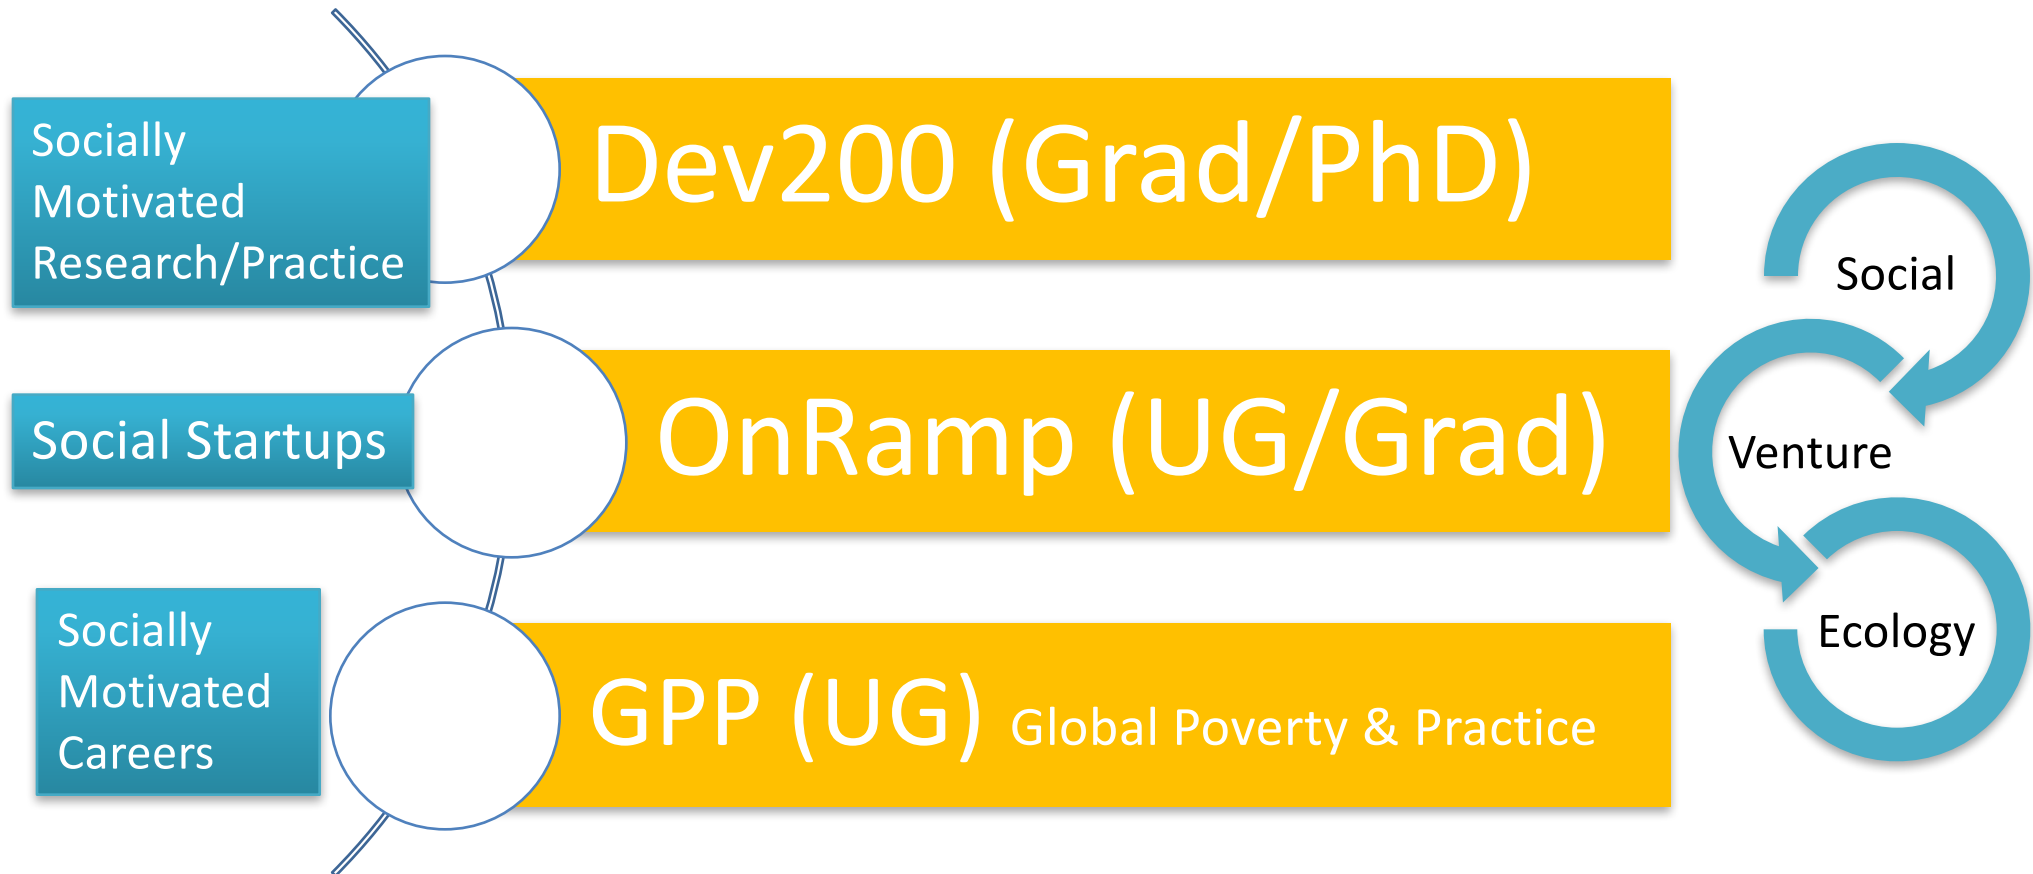 Socially
Motivated
Research/Practice
Dev200 (Grad/PhD)
Social Startups
OnRamp (UG/Grad)
Socially
Motivated
Careers
GPP (UG) Global Poverty & Practice
Social
Venture
Ecology